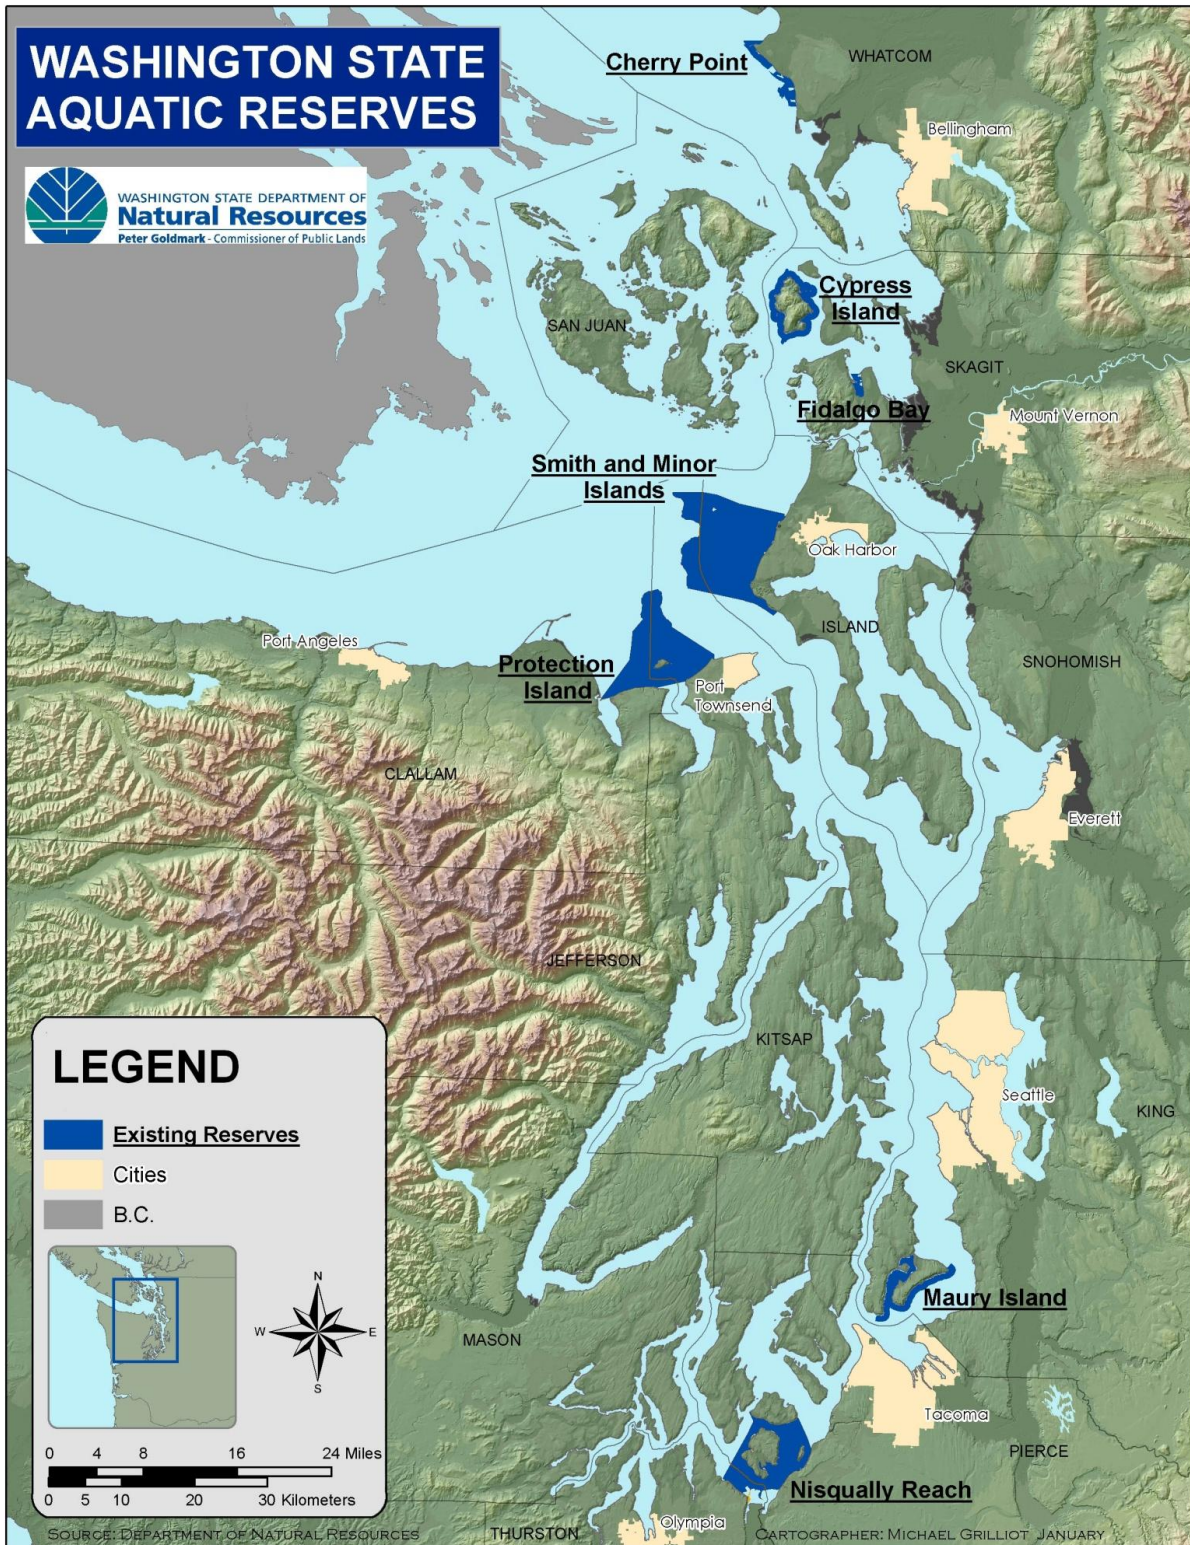 WASHINGTON STATE
AQUATIC RESERVES
WASHINGTON STATE DEPARTMENT OF
Natural Resources
Peter Goldmark - Commissioner of Public Lands
Cherry Point
WHATCOM
Bellingham
Cypress
Island
SAN JUAN
SKAGIT
Fidalgo Bay
Mount Vernon
Smith and Minor
Islands
Oak Harbor
ISLAND
Port Angeles
SNOHOMISH
Protection
Island
Port
Townsend
CLALLAM
Everett
JEFFERSON
KITSAP
Seattle
KING
LEGEND
Existing Reserves
Cities
B.C.
N
W
E
S
Maury Island
MASON
Tacoma
PIERCE
0 4 8 16 24 Miles
0 5 10 20 30 Kilometers
Nisqually Reach
Olympia
THURSTON
SOURCE: DEPARTMENT OF NATURAL RESOURCES
CARTOGRAPHER: MICHAEL GRILLIOT JANUARY